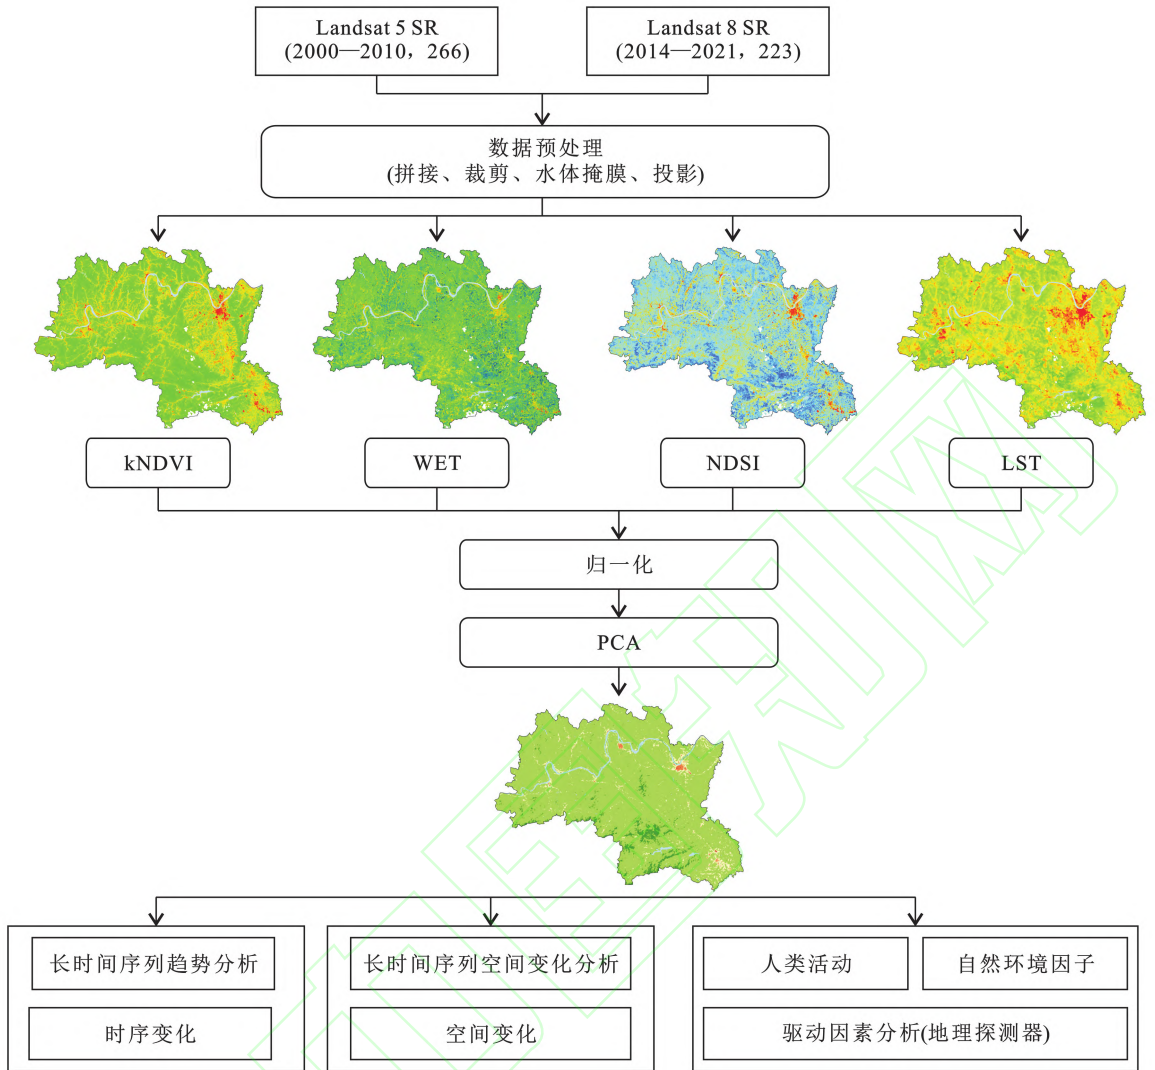 Landsat 5 SR
(2000—2010，266)
Landsat 8 SR
(2014—2021，223)
数据预处理
(拼接、裁剪、水体掩膜、投影)
kNDVI
WET
NDSI
LST
归一化
PCA
长时间序列趋势分析
时序变化
长时间序列空间变化分析
空间变化
人类活动
自然环境因子
驱动因素分析(地理探测器)